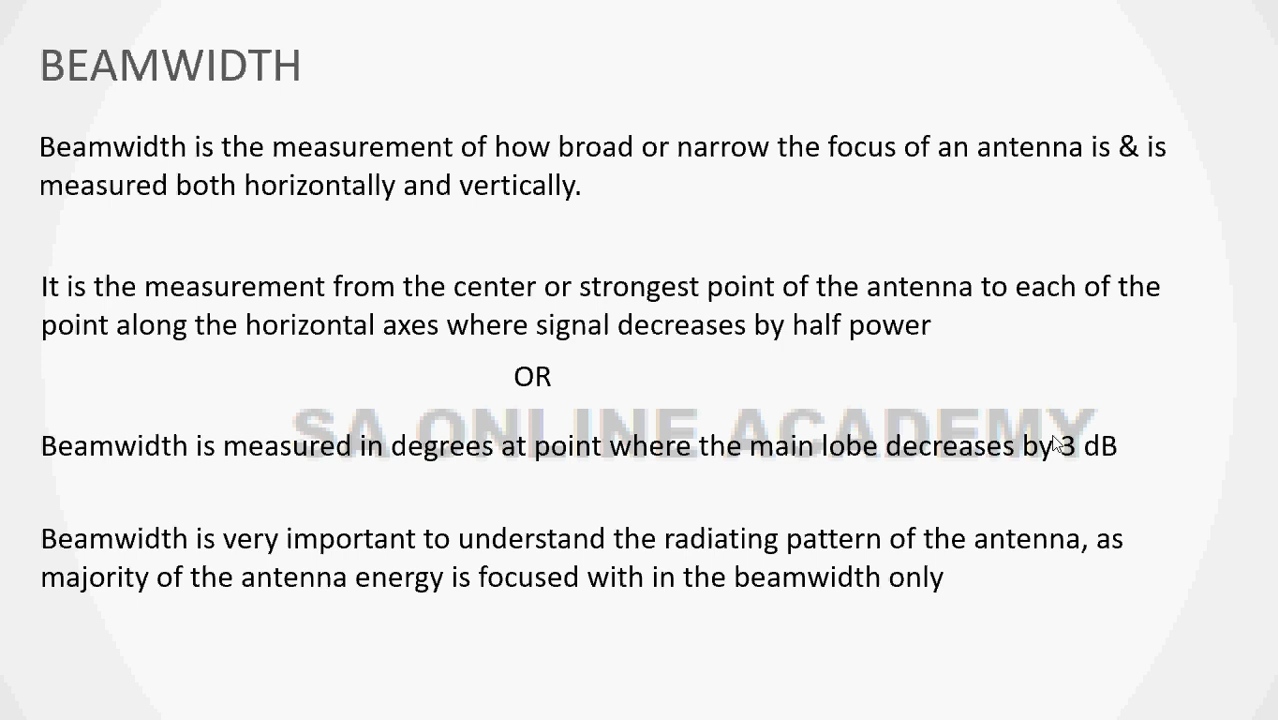 BEAMWIDTH
Beamwidth is the measurement of how broad or narrow the focus of an antenna is & is
measured both horizontally and vertically.
It is the measurement from the center or strongest point of the antenna to each of the
point along the horizontal axes where signal decreases by half power
OR
SA ONLINE ACADEMY
Beamwidth is measured in degrees at point where the main lobe decreases by 3 dB
Beamwidth is very important to understand the radiating pattern of the antenna, as
majority of the antenna energy is focused with in the beamwidth only